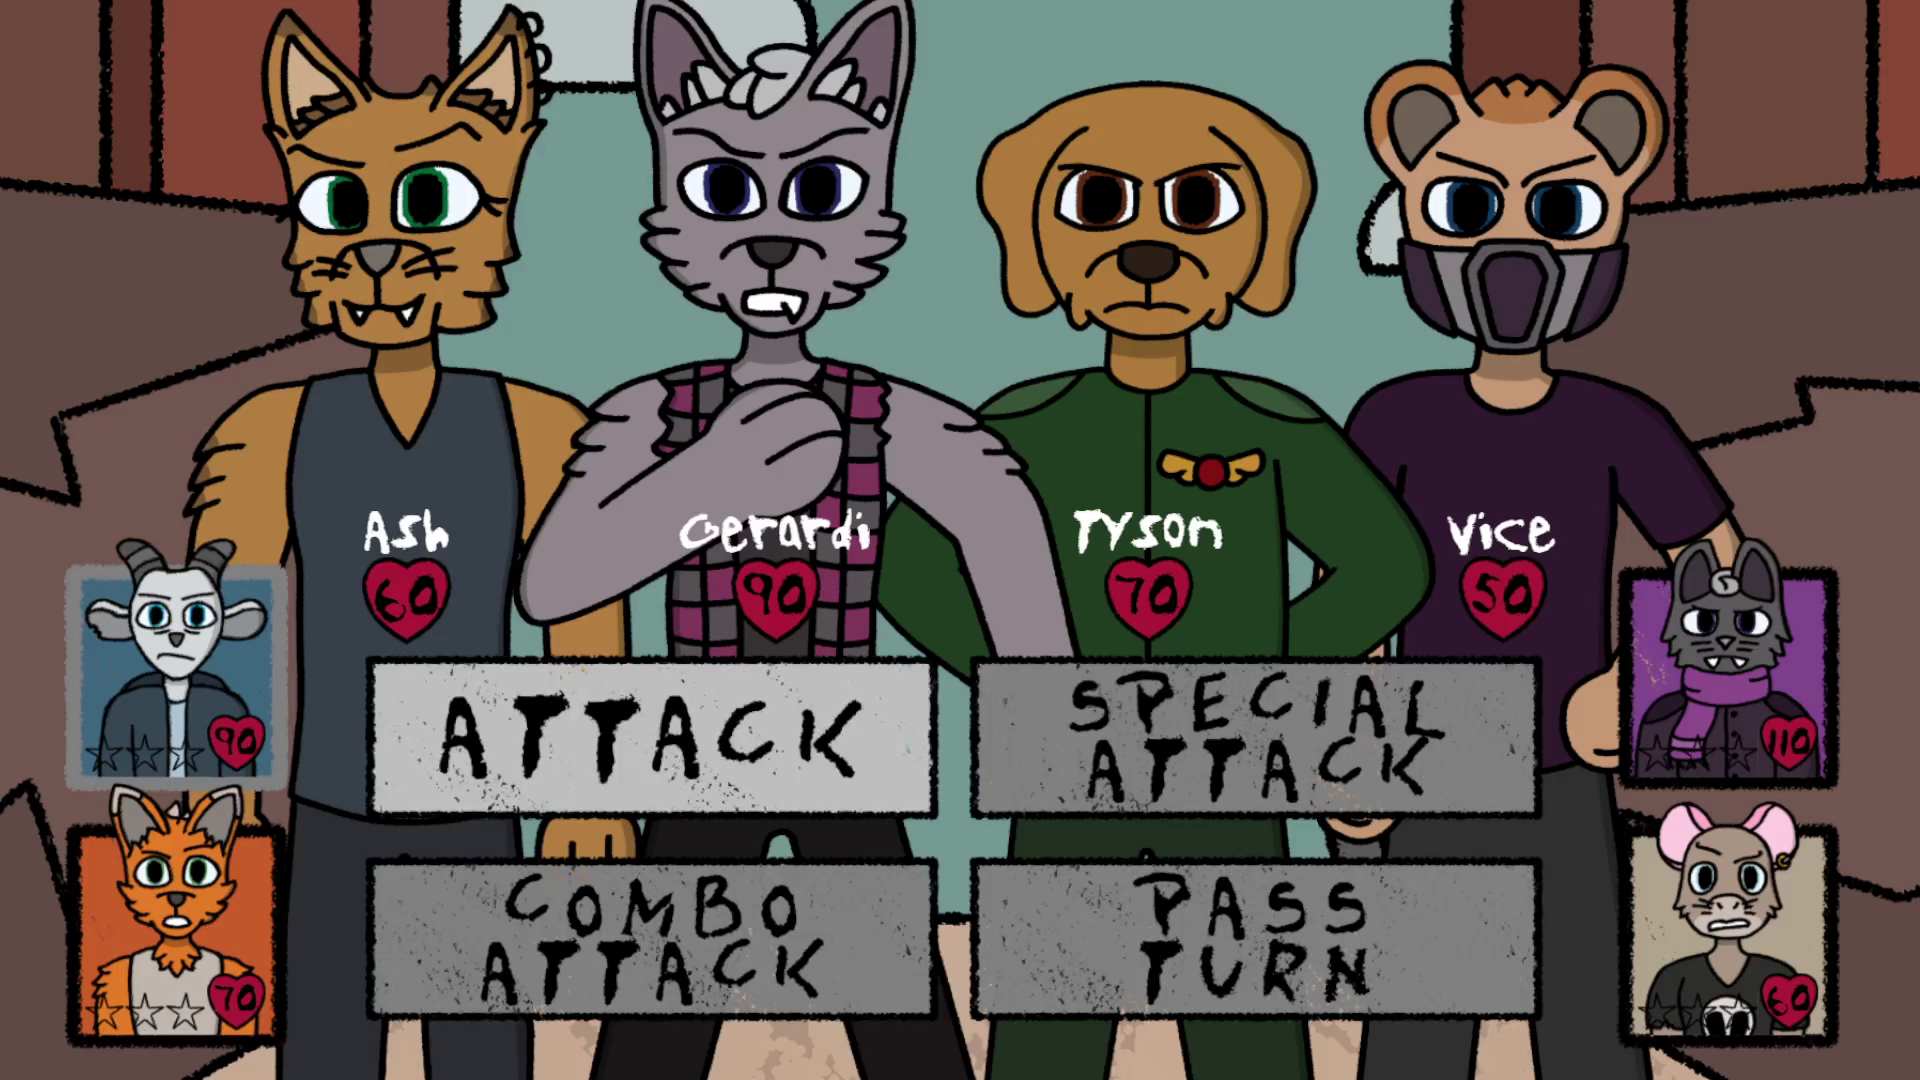 Ash
Gerardi
Tyson
Vice
60
90
70
50
90
110
ATTACK
SPECIAL
ATTACK
70
60
COMBO
ATTACK
PASS
TURN